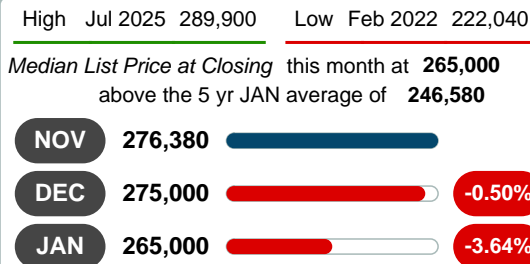 High Jul 2025 289,900 Low Feb 2022 222,040
Median List Price at Closing this month at 265,000
above the 5 yr JAN average of 246,580
NOV 276,380
DEC 275,000 -0.50%
JAN 265,000 -3.64%